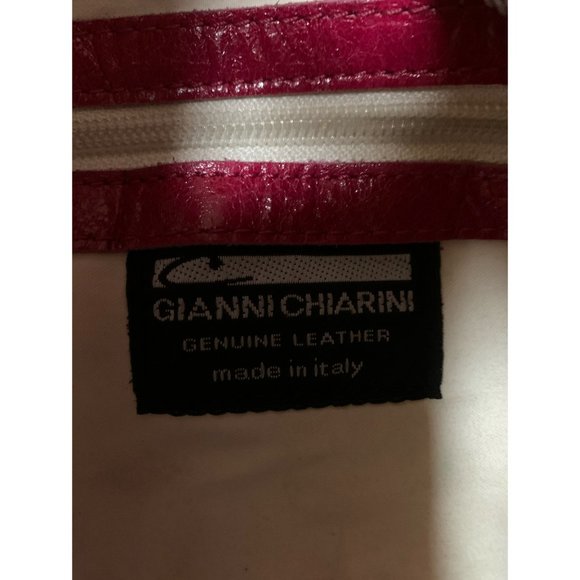 GIANNI CHIARINI
GENUINE LEATHER
made in italy